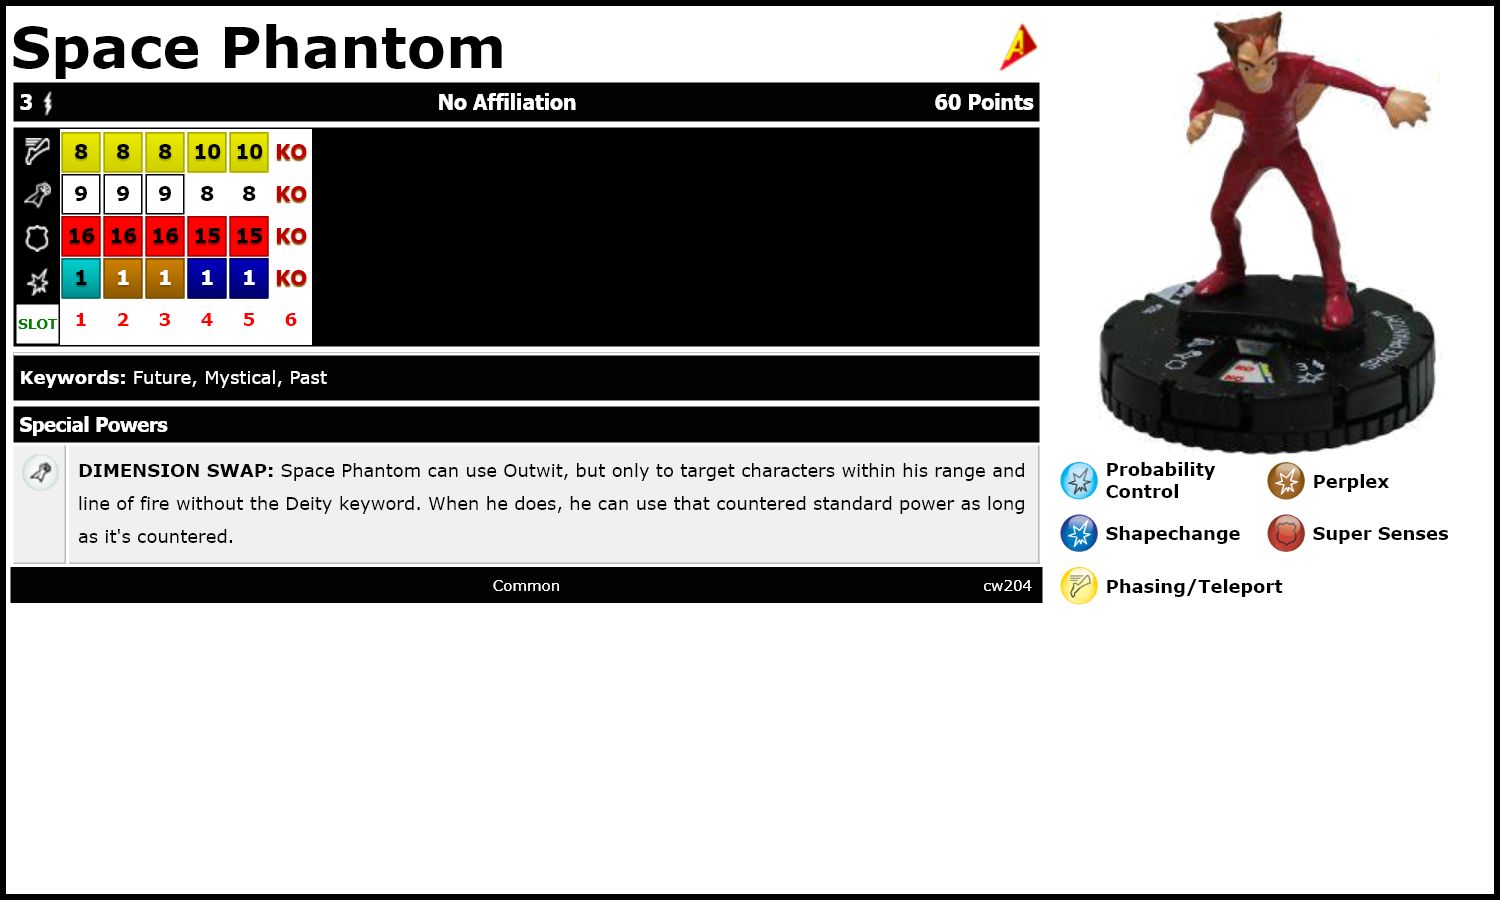 Space Phantom
A
3 No Affiliation 60 Points
8 8 8 10 10 KO
9 9 9 8 8 KO
16 16 16 15 15 KO
1 1 1 1 1 KO
SLOT 1 2 3 4 5 6
Keywords: Future, Mystical, Past
Special Powers
DIMENSION SWAP: Space Phantom can use Outwit, but only to target characters within his range and
line of fire without the Deity keyword. When he does, he can use that countered standard power as long
as it's countered.
Common cw204
SPACE PHANTOM
Probability
Control
Perplex
Shapechange
Super Senses
Phasing/Teleport